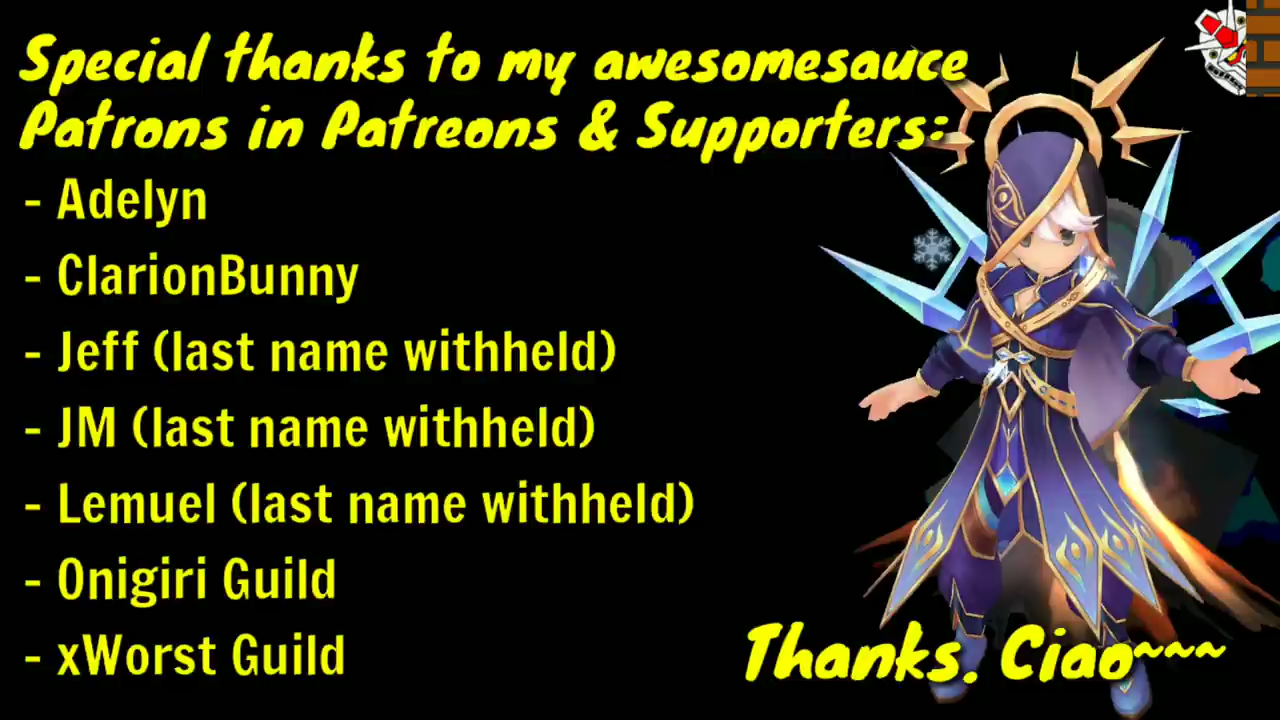 Special thanks to my awesomesauce
Patrons in Patreons & Supporters:
- Adelyn
- ClarionBunny
- Jeff (last name withheld)
- JM (last name withheld)
- Lemuel (last name withheld)
- Onigiri Guild
- xWorst Guild
Thanks. Ciao~~~